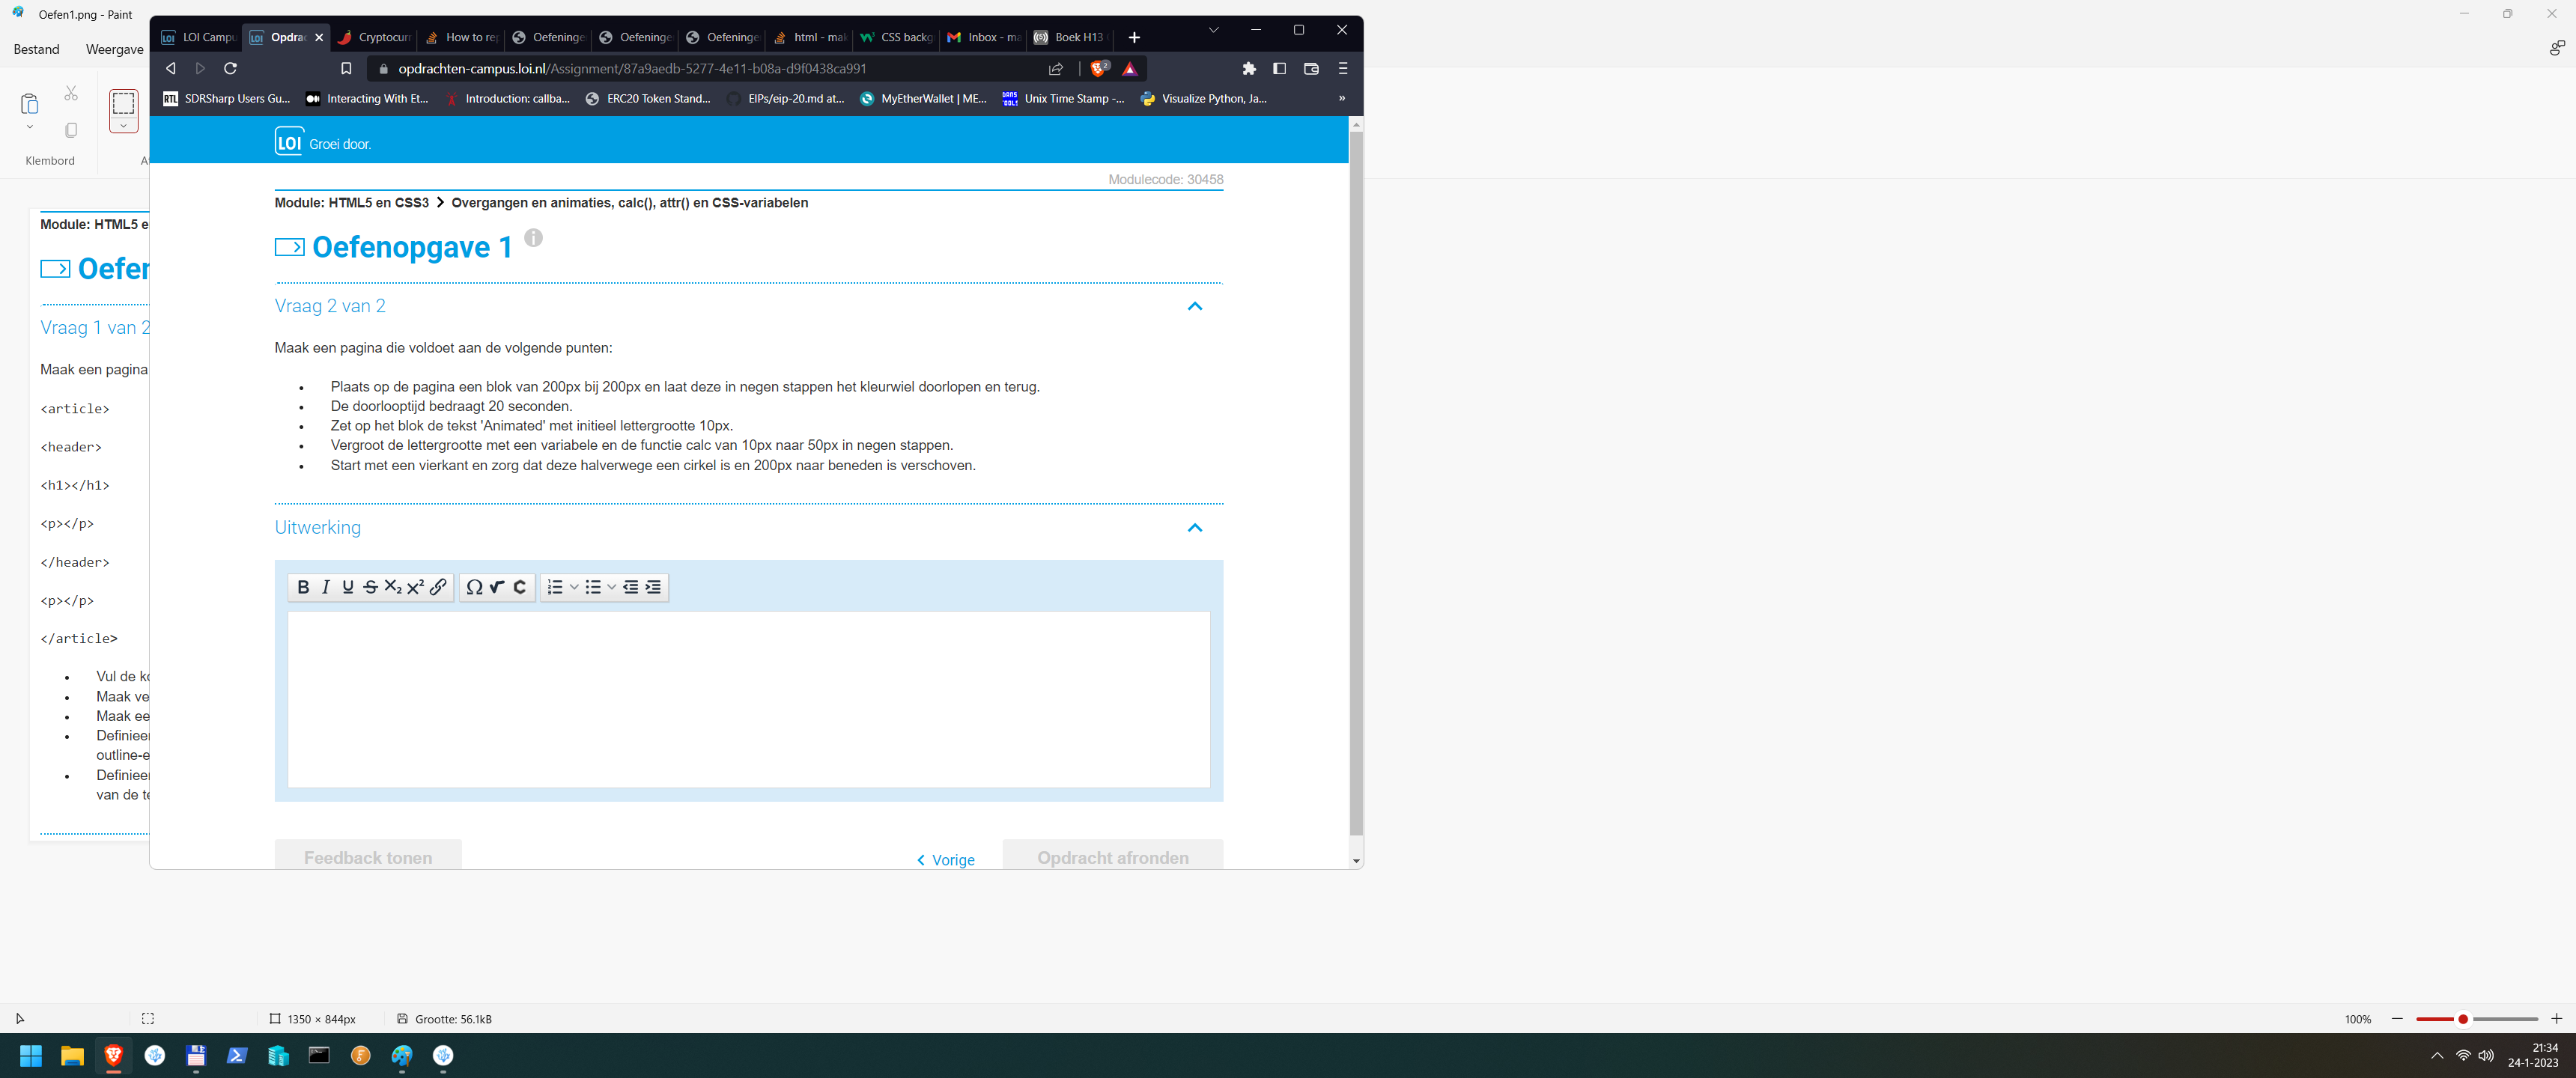 Oefen1.png - Paint
Bestand
Weergave
Klembord
LOI Campu
Opdrac
Cryptocurr
How to rep
Oefeninge
Oefeninge
Oefeninge
html - mak
CSS backg
Inbox - ma
Boek H13
opdrachten-campus.loi.nl/Assignment/87a9aedb-5277-4e11-b08a-d9f0438ca991
SDRSharp Users Gu...
Interacting With Et...
Introduction: callba...
ERC20 Token Stand...
EIPs/eip-20.md at...
MyEtherWallet | ME...
Unix Time Stamp -...
Visualize Python, Ja...
»
LOI Groei door.
Modulecode: 30458
Module: HTML5 en CSS3 > Overgangen en animaties, calc(), attr() en CSS-variabelen
Oefenopgave 1
Vraag 2 van 2
Maak een pagina die voldoet aan de volgende punten:
• Plaats op de pagina een blok van 200px bij 200px en laat deze in negen stappen het kleurwiel doorlopen en terug.
• De doorlooptijd bedraagt 20 seconden.
• Zet op het blok de tekst 'Animated' met initieel lettergrootte 10px.
• Vergroot de lettergrootte met een variabele en de functie calc van 10px naar 50px in negen stappen.
• Start met een vierkant en zorg dat deze halverwege een cirkel is en 200px naar beneden is verschoven.
Uitwerking
Feedback tonen
Vorige
Opdracht afronden
Module: HTML5 e
Oefen
Vraag 1 van 2
Maak een pagina
<article>
<header>
<h1></h1>
<p></p>
</header>
<p></p>
</article>
• Vul de ko
• Maak ve
• Maak ee
• Definieer
outline-e
• Definieer
van de te
1350 × 844px
Grootte: 56.1kB
100%
21:34
24-1-2023